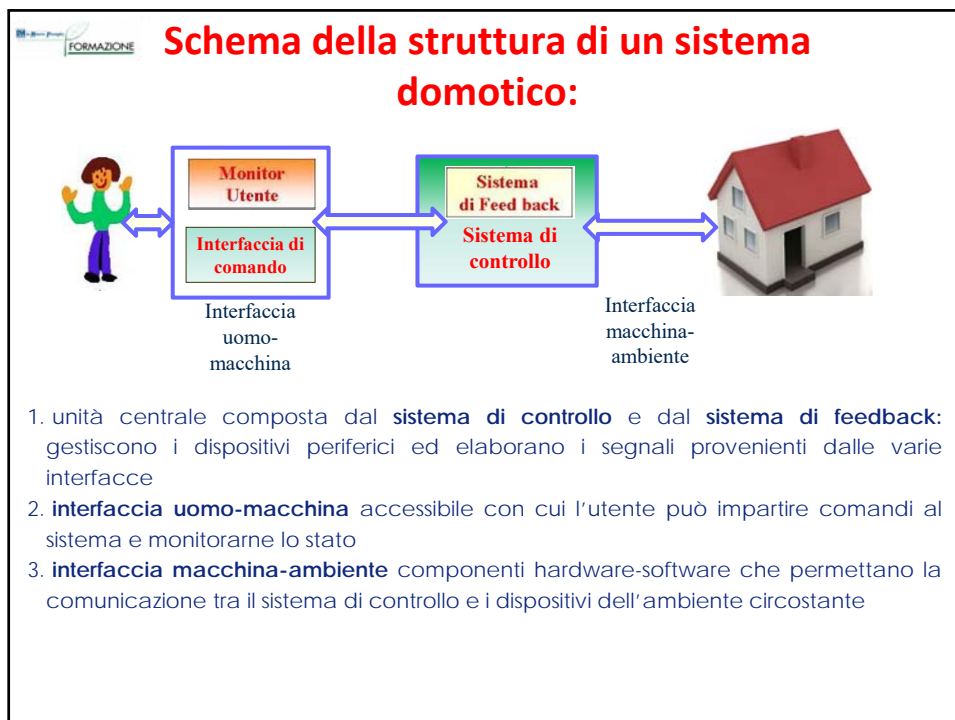 FORMAZIONE
Schema della struttura di un sistema
domotico:
Monitor
Utente
Interfaccia di
comando
Sistema
di Feed back
Sistema di
controllo
Interfaccia
uomo-
macchina
Interfaccia
macchina-
ambiente
1. unità centrale composta dal sistema di controllo e dal sistema di feedback:
gestiscono i dispositivi periferici ed elaborano i segnali provenienti dalle varie
interfacce
2. interfaccia uomo-macchina accessibile con cui l'utente può impartire comandi al
sistema e monitorarne lo stato
3. interfaccia macchina-ambiente componenti hardware-software che permettano la
comunicazione tra il sistema di controllo e i dispositivi dell'ambiente circostante